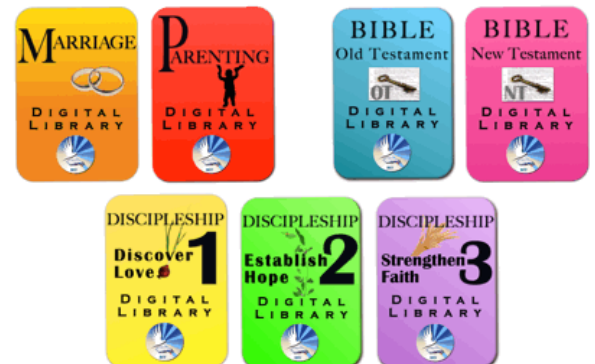 MARRIAGE
DIGITAL
LIBRARY
PARENTING
DIGITAL
LIBRARY
BIBLE
Old Testament
OT
DIGITAL
LIBRARY
BIBLE
New Testament
NT
DIGITAL
LIBRARY
DISCIPLESHIP
1
Discover
Love
DIGITAL
LIBRARY
DISCIPLESHIP
2
Establish
Hope
DIGITAL
LIBRARY
DISCIPLESHIP
3
Strengthen
Faith
DIGITAL
LIBRARY